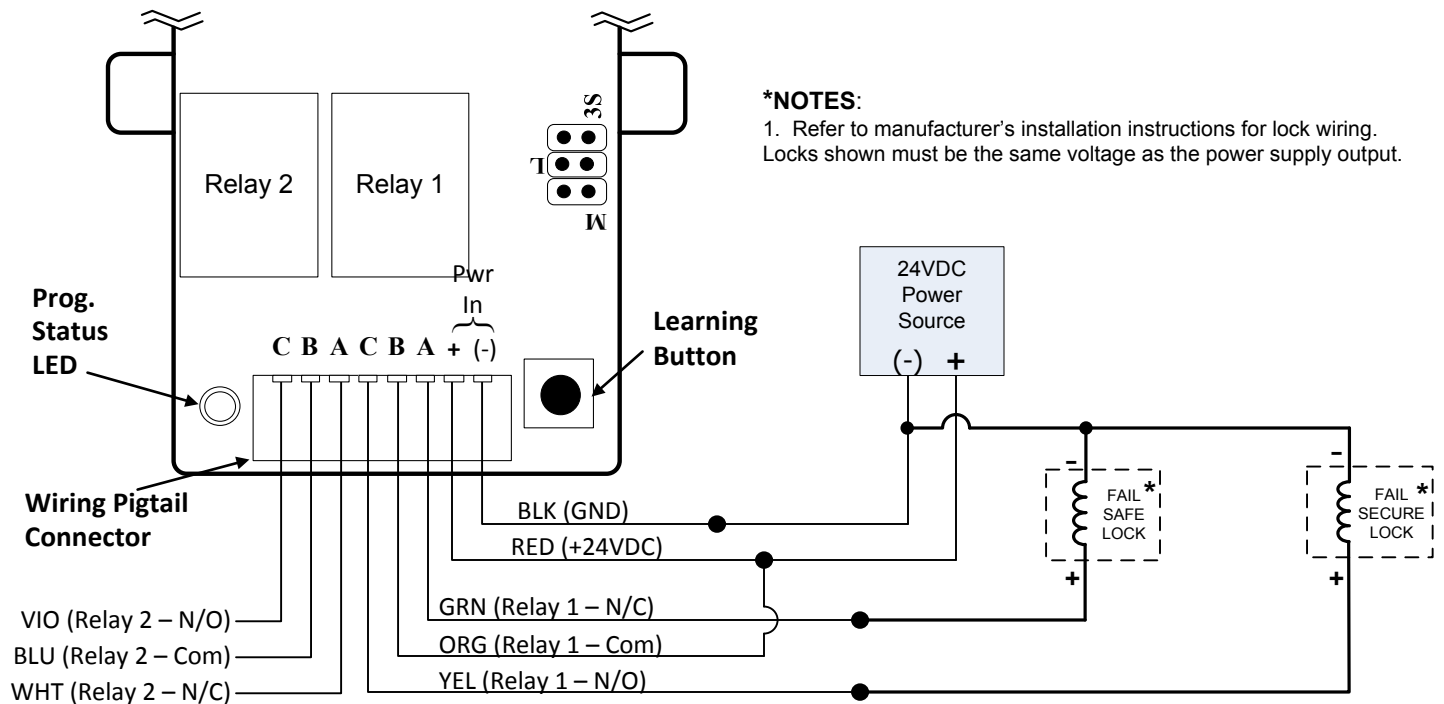 3S
L
M
*NOTES:
1. Refer to manufacturer's installation instructions for lock wiring.
Locks shown must be the same voltage as the power supply output.
Relay 2
Relay 1
Pwr
In
C B A C B A + (-)
Prog.
Status
LED
Learning
Button
24VDC
Power
Source
(-) +
Wiring Pigtail
Connector
BLK (GND)
RED (+24VDC)
GRN (Relay 1 – N/C)
ORG (Relay 1 – Com)
YEL (Relay 1 – N/O)
VIO (Relay 2 – N/O)
BLU (Relay 2 – Com)
WHT (Relay 2 – N/C)
-
FAIL *
SAFE
LOCK
+
-
FAIL *
SECURE
LOCK
+